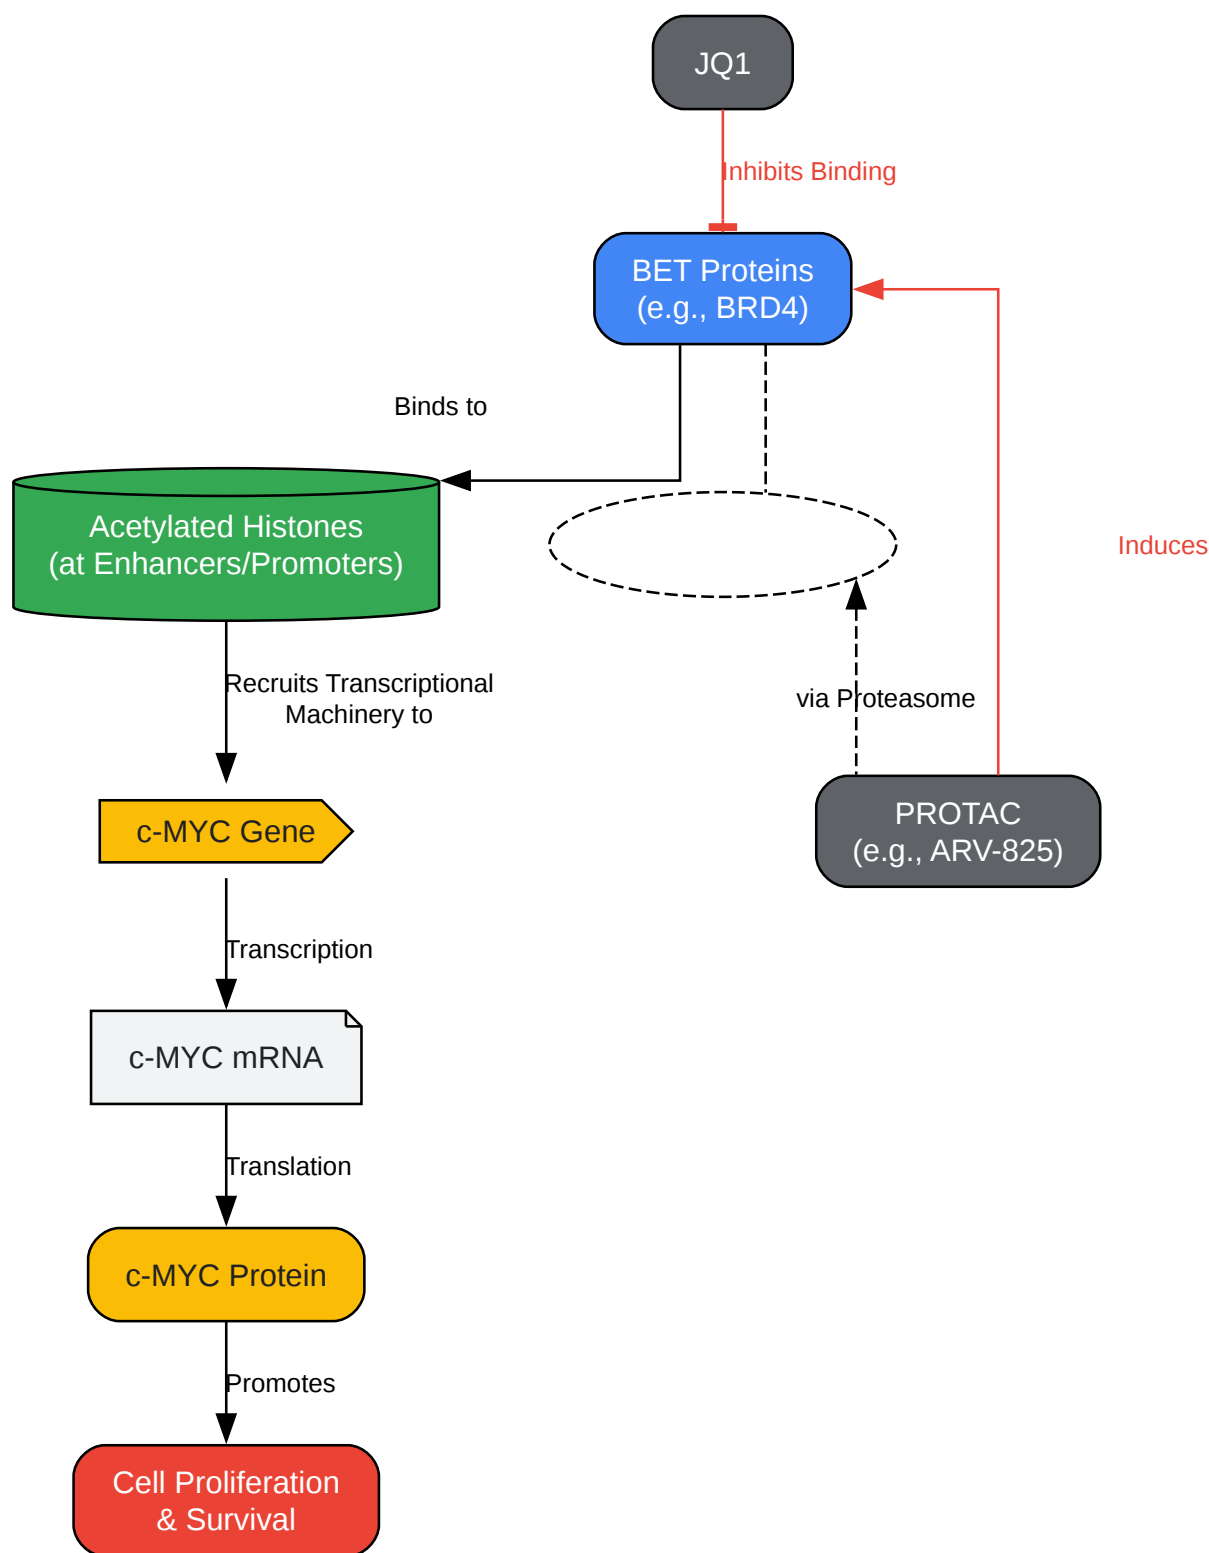 JQ1
Inhibits Binding
BET Proteins
(e.g., BRD4)
Binds to
Acetylated Histones
(at Enhancers/Promoters)
Induces
Recruits Transcriptional
Machinery to
via Proteasome
c-MYC Gene
PROTAC
(e.g., ARV-825)
Transcription
c-MYC mRNA
Translation
c-MYC Protein
Promotes
Cell Proliferation
& Survival